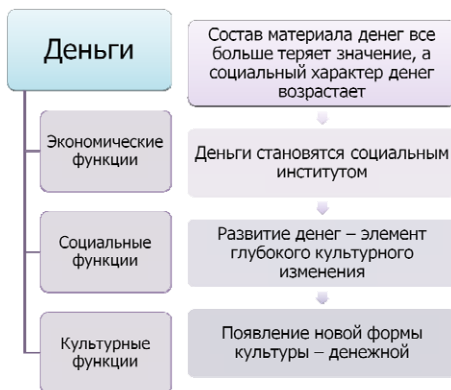 Деньги
Экономические
функции
Социальные
функции
Культурные
функции
Состав материала денег все
больше теряет значение, а
социальный характер денег
возрастает
Деньги становятся социальным
институтом
Развитие денег – элемент
глубокого культурного
изменения
Появление новой формы
культуры – денежной